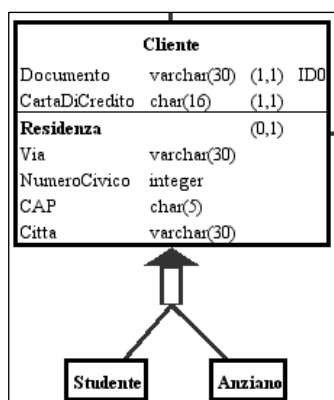 Cliente
Documento varchar(30) (1,1) ID0
CartaDiCredito char(16) (1,1)
Residenza (0,1)
Via varchar(30)
NumeroCivico integer
CAP char(5)
Citta varchar(30)
Studente Anziano